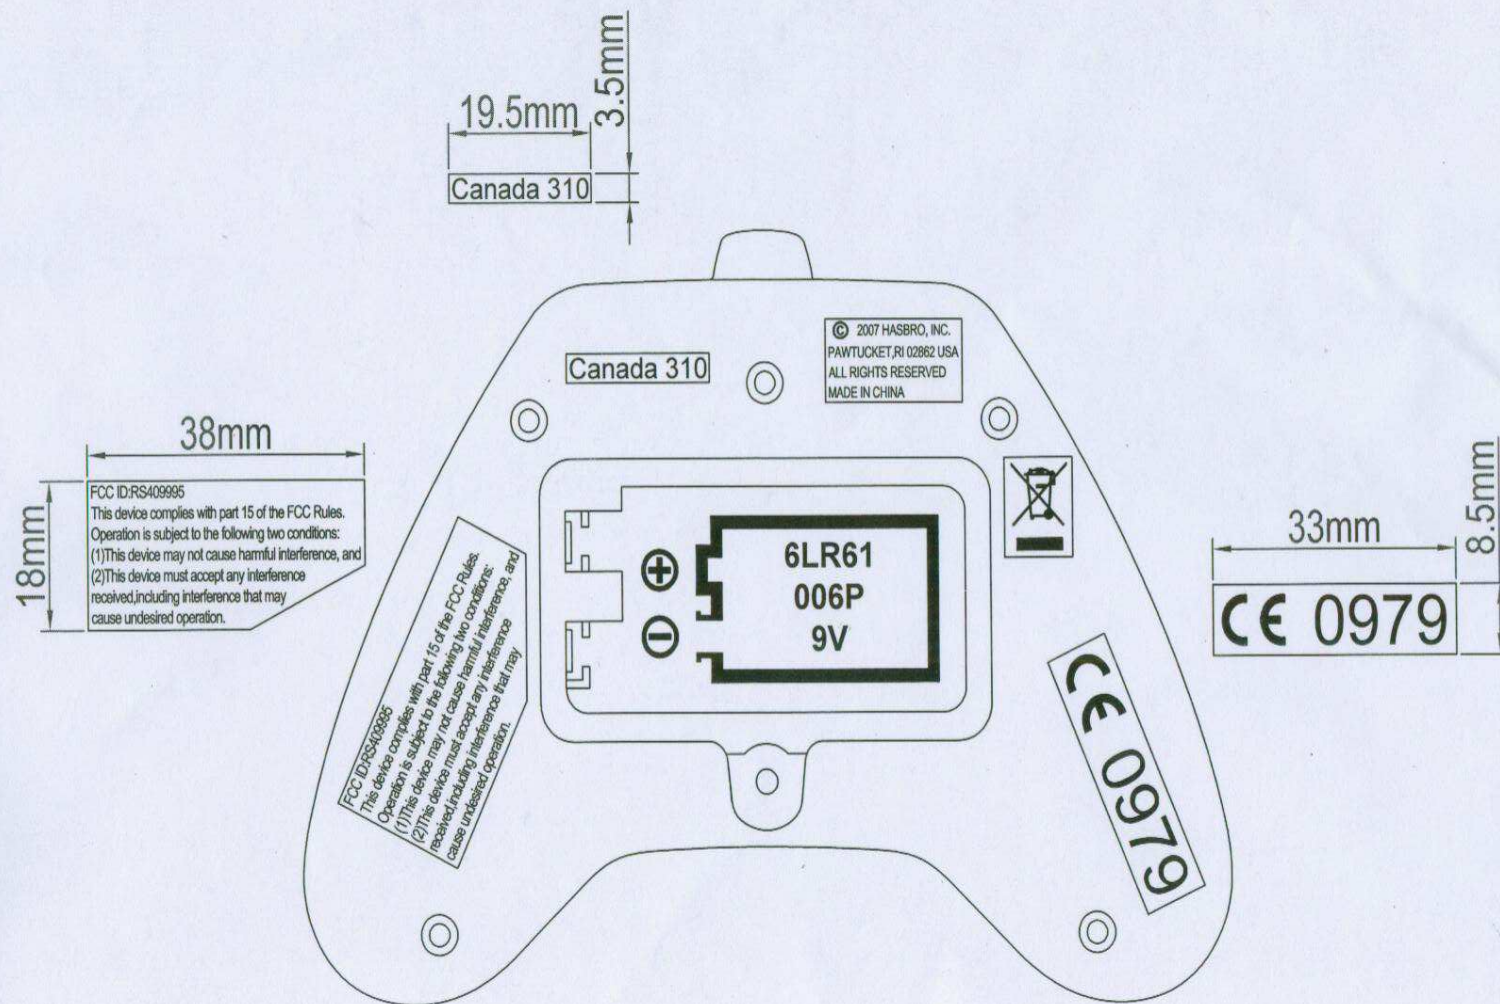 19.5mm
3.5mm
Canada 310
Canada 310
© 2007 HASBRO, INC.
PAWTUCKET,RI 02862 USA
ALL RIGHTS RESERVED
MADE IN CHINA
38mm
18mm
FCC ID:RS409995
This device complies with part 15 of the FCC Rules.
Operation is subject to the following two conditions:
(1)This device may not cause harmful interference, and
(2)This device must accept any interference
received,including interference that may
cause undesired operation.
FCC ID:RS409995
This device complies with part 15 of the FCC Rules.
Operation is subject to the following two conditions:
(1)This device may not cause harmful interference, and
(2)This device must accept any interference
received,including interference that may
cause undesired operation.
+
−
6LR61
006P
9V
33mm
8.5mm
CE 0979
CE 0979